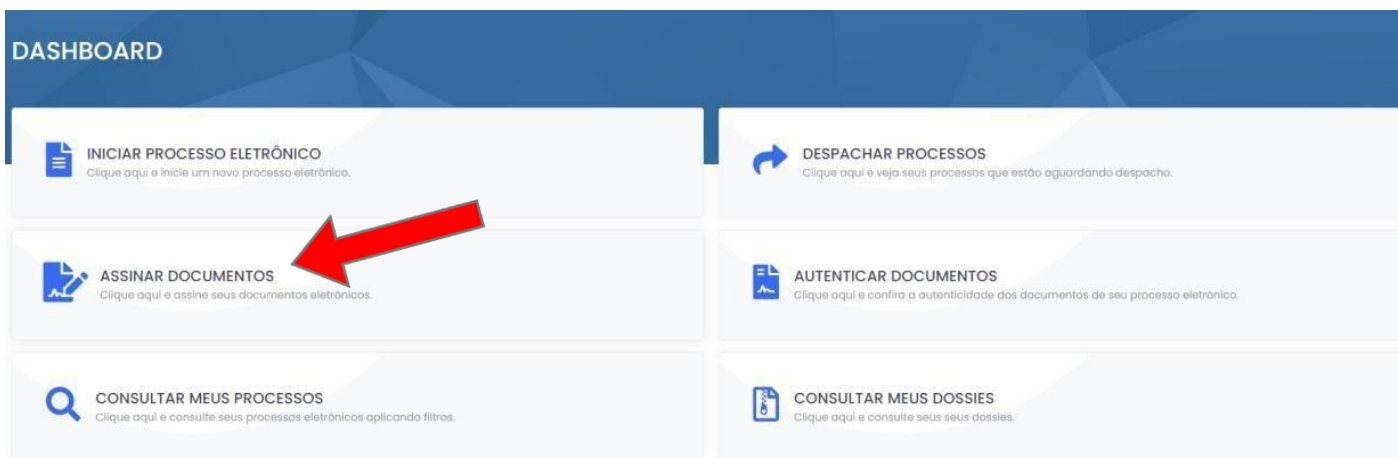 DASHBOARD
INICIAR PROCESSO ELETRÔNICO
Clique aqui e inicie um novo processo eletrônico.
DESPACHAR PROCESSOS
Clique aqui e veja seus processos que estão aguardando despacho.
ASSINAR DOCUMENTOS
Clique aqui e assine seus documentos eletrônicos.
AUTENTICAR DOCUMENTOS
Clique aqui e confira a autenticidade dos documentos de seu processo eletrônico.
CONSULTAR MEUS PROCESSOS
Clique aqui e consulte seus processos eletrônicos aplicando filtros.
CONSULTAR MEUS DOSSIES
Clique aqui e consulte seus seus dossies.